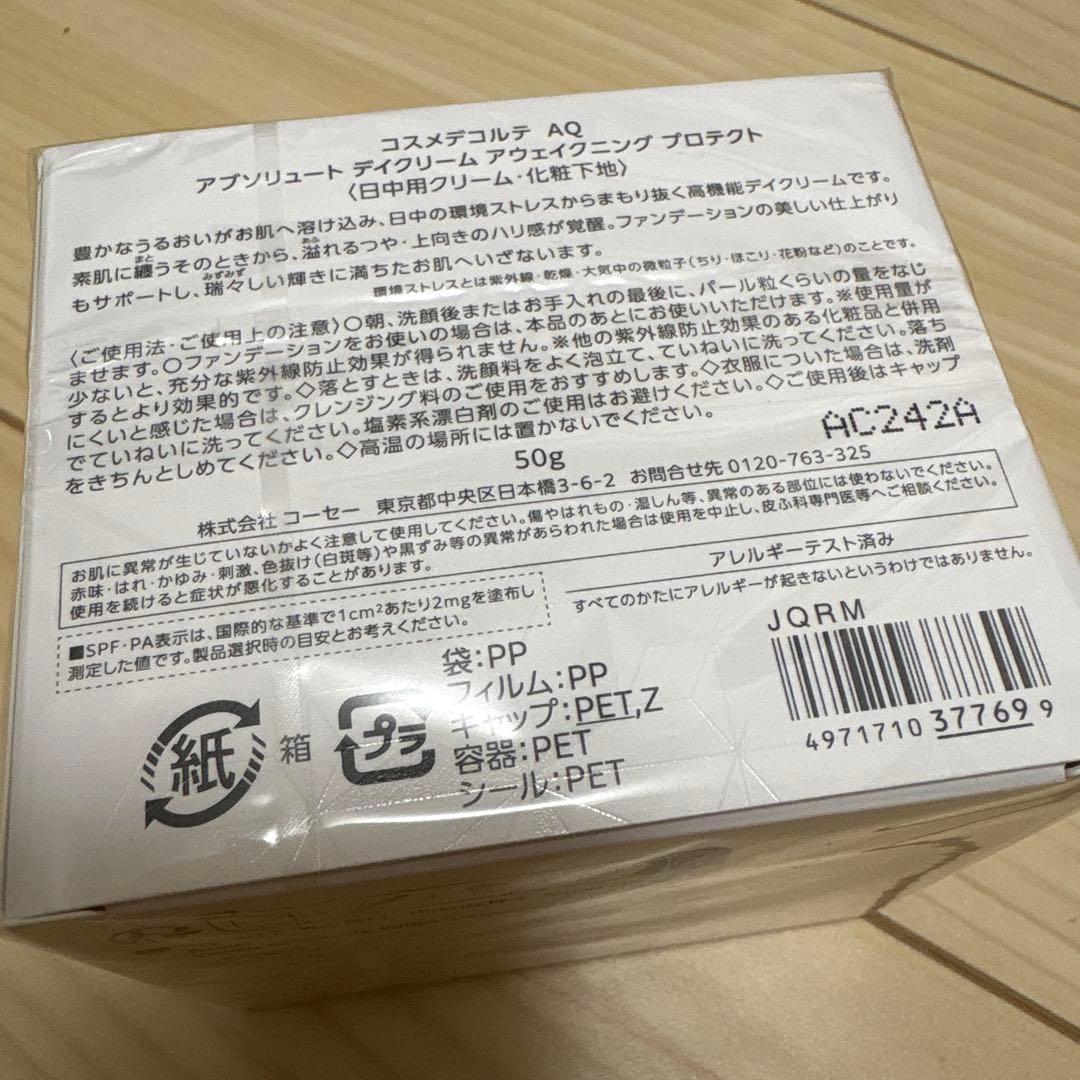 コスメデコルテ AQ
アブソリュート デイクリーム アウェイクニング プロテクト
〈日中用クリーム・化粧下地〉
豊かなうるおいがお肌へ溶け込み、日中の環境ストレスからまもり抜く高機能デイクリームです。
素肌に纏うそのときから、溢れるつや・上向きのハリ感が覚醒。ファンデーションの美しい仕上がり
もサポートし、瑞々しい輝きに満ちたお肌へいざないます。
環境ストレスとは紫外線・乾燥・大気中の微粒子(ちり・ほこり・花粉など)のことです。
〈ご使用法・ご使用上の注意〉○朝、洗顔後またはお手入れの最後に、パール粒くらいの量をなじ
ませます。○ファンデーションをお使いの場合は、本品のあとにお使いいただけます。※使用量が
少ないと、充分な紫外線防止効果が得られません。※他の紫外線防止効果のある化粧品と併用
するとより効果的です。◇落とすときは、洗顔料をよく泡立て、ていねいに洗ってください。落ち
にくいと感じた場合は、クレンジング料のご使用をおすすめします。◇衣服についた場合は、洗剤
でていねいに洗ってください。塩素系漂白剤のご使用はお避けください。◇ご使用後はキャップ
をきちんとしめてください。◇高温の場所には置かないでください。
AC242A
50g
株式会社 コーセー 東京都中央区日本橋3-6-2 お問合せ先 0120-763-325
お肌に異常が生じていないかよく注意して使用してください。傷やはれもの・湿しん等、異常のある部位には使わないでください。
赤味・はれ・かゆみ・刺激、色抜け(白斑等)や黒ずみ等の異常があらわれた場合は使用を中止し、皮ふ科専門医等へご相談ください。
使用を続けると症状が悪化することがあります。
アレルギーテスト済み
すべてのかたにアレルギーが起きないというわけではありません。
■SPF・PA表示は、国際的な基準で1cm²あたり2mgを塗布し
測定した値です。製品選択時の目安とお考えください。
JQRM
4971710 377699
紙
箱
プラ
袋:PP
フィルム:PP
キャップ:PET,Z
容器:PET
シール:PET